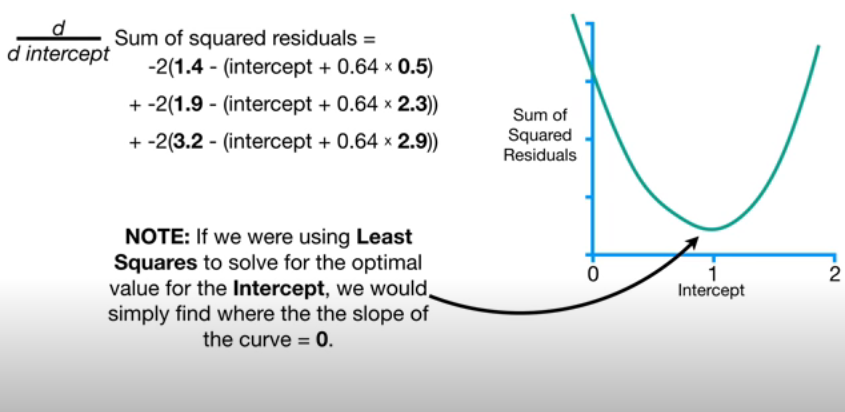 d
d intercept
Sum of squared residuals =
-2(1.4 - (intercept + 0.64 × 0.5)
+ -2(1.9 - (intercept + 0.64 × 2.3))
+ -2(3.2 - (intercept + 0.64 × 2.9))
NOTE: If we were using Least
Squares to solve for the optimal
value for the Intercept, we would
simply find where the the slope of
the curve = 0.
Sum of
Squared
Residuals
0 1 2
Intercept